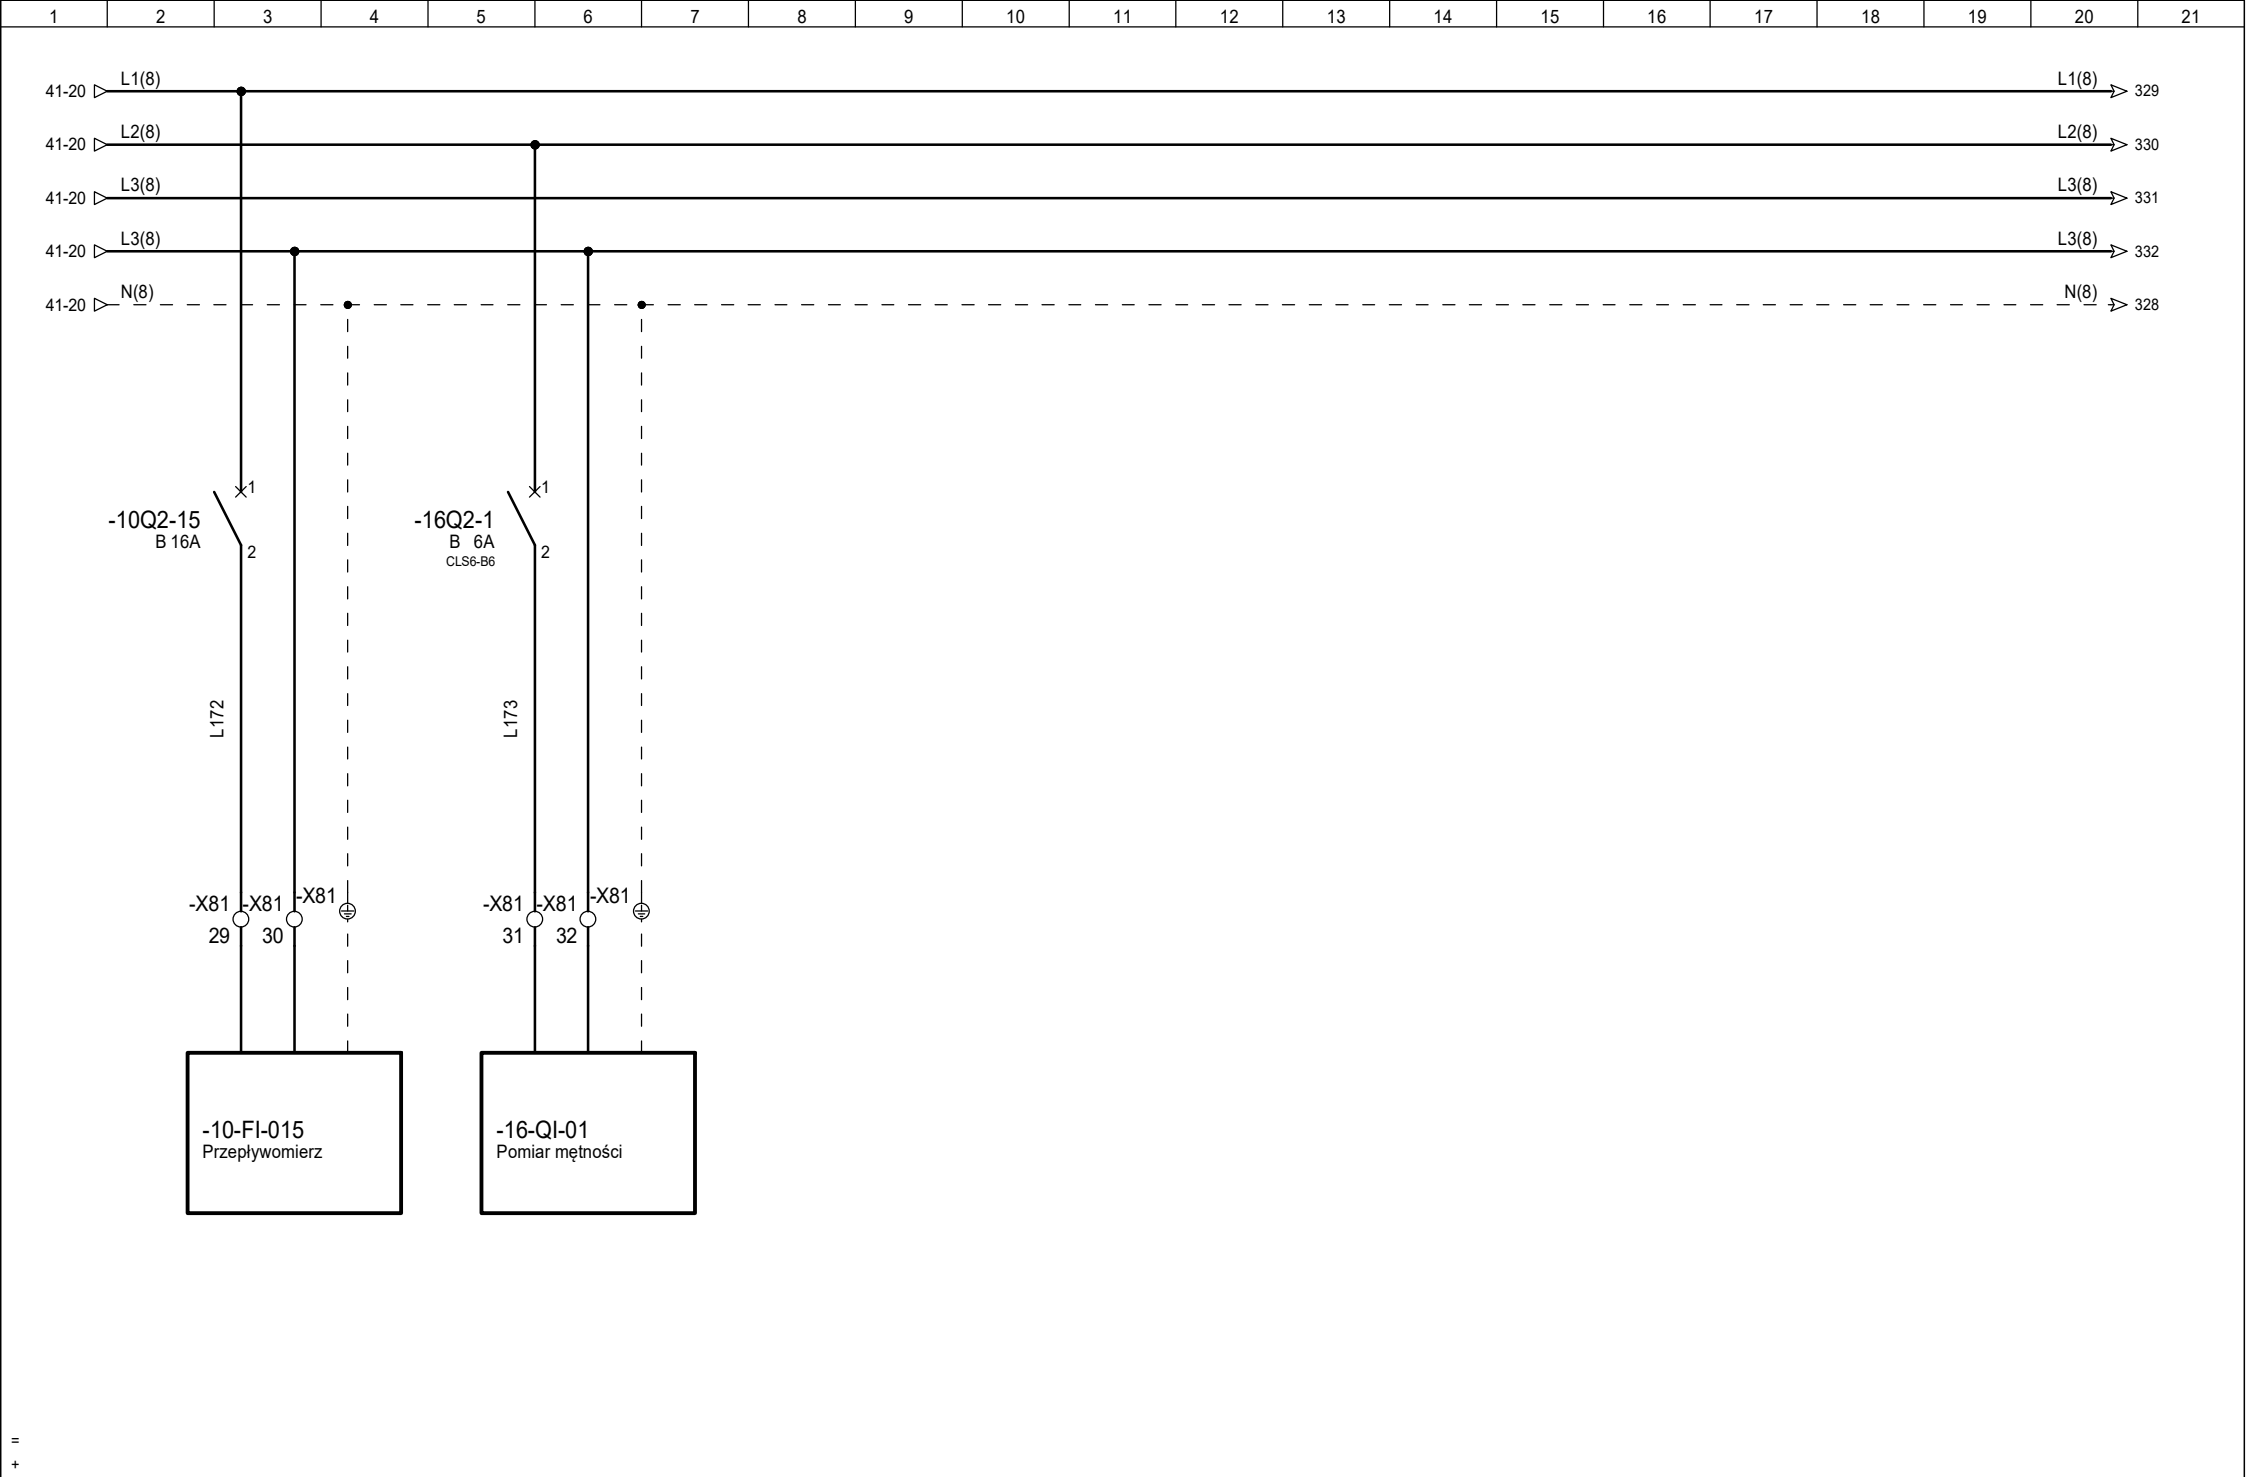 1 2 3 4 5 6 7 8 9 10 11 12 13 14 15 16 17 18 19 20 21
41-20 L1(8) L1(8) 329
41-20 L2(8) L2(8) 330
41-20 L3(8) L3(8) 331
41-20 L3(8) L3(8) 332
41-20 N(8) N(8) 328
1 1
-10Q2-15 -16Q2-1
B 16A B 6A
2 2
CLS6-B6
L172 L173
-X81 -X81 -X81 -X81 -X81 -X81
29 30 31 32
-10-FI-015 -16-QI-01
Przepływomierz Pomiar mętności
=
+